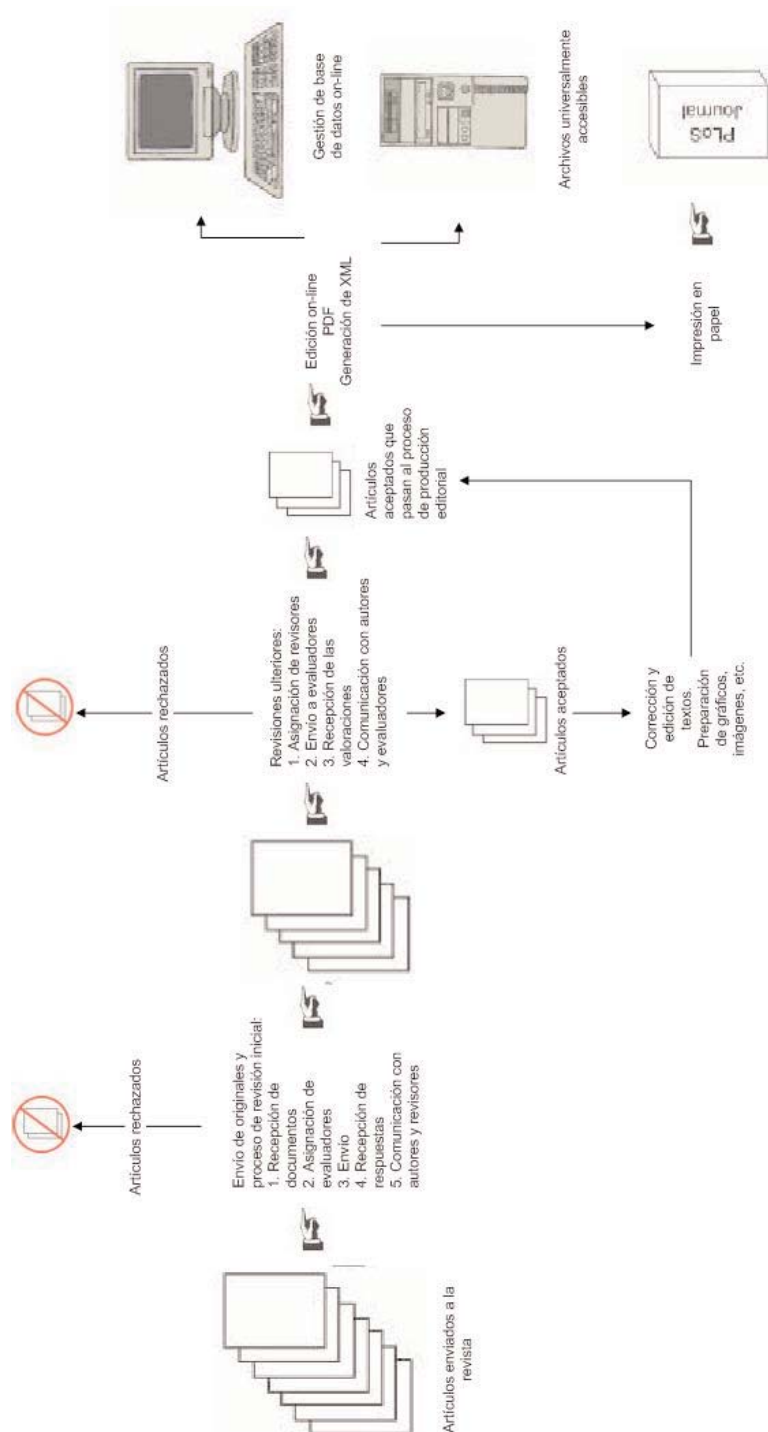 Artículos enviados a la
revista
Artículos rechazados
Envío de originales y
proceso de revisión inicial:
1. Recepción de
documentos
2. Asignación de
evaluadores
3. Envío
4. Recepción de
respuestas
5. Comunicación con
autores y revisores
Artículos rechazados
Revisiones ulteriores:
1. Asignación de revisores
2. Envío a evaluadores
3. Recepción de las
valoraciones
4. Comunicación con autores
y evaluadores
Artículos aceptados
Corrección y
edición de
textos.
Preparación
de gráficos,
imágenes, etc.
Artículos
aceptados que
pasan al proceso
de producción
editorial
Edición on-line
PDF
Generación de XML
Impresión en
papel
Gestión de base
de datos on-line
Archivos universalmente
accesibles
PLoS
Journal